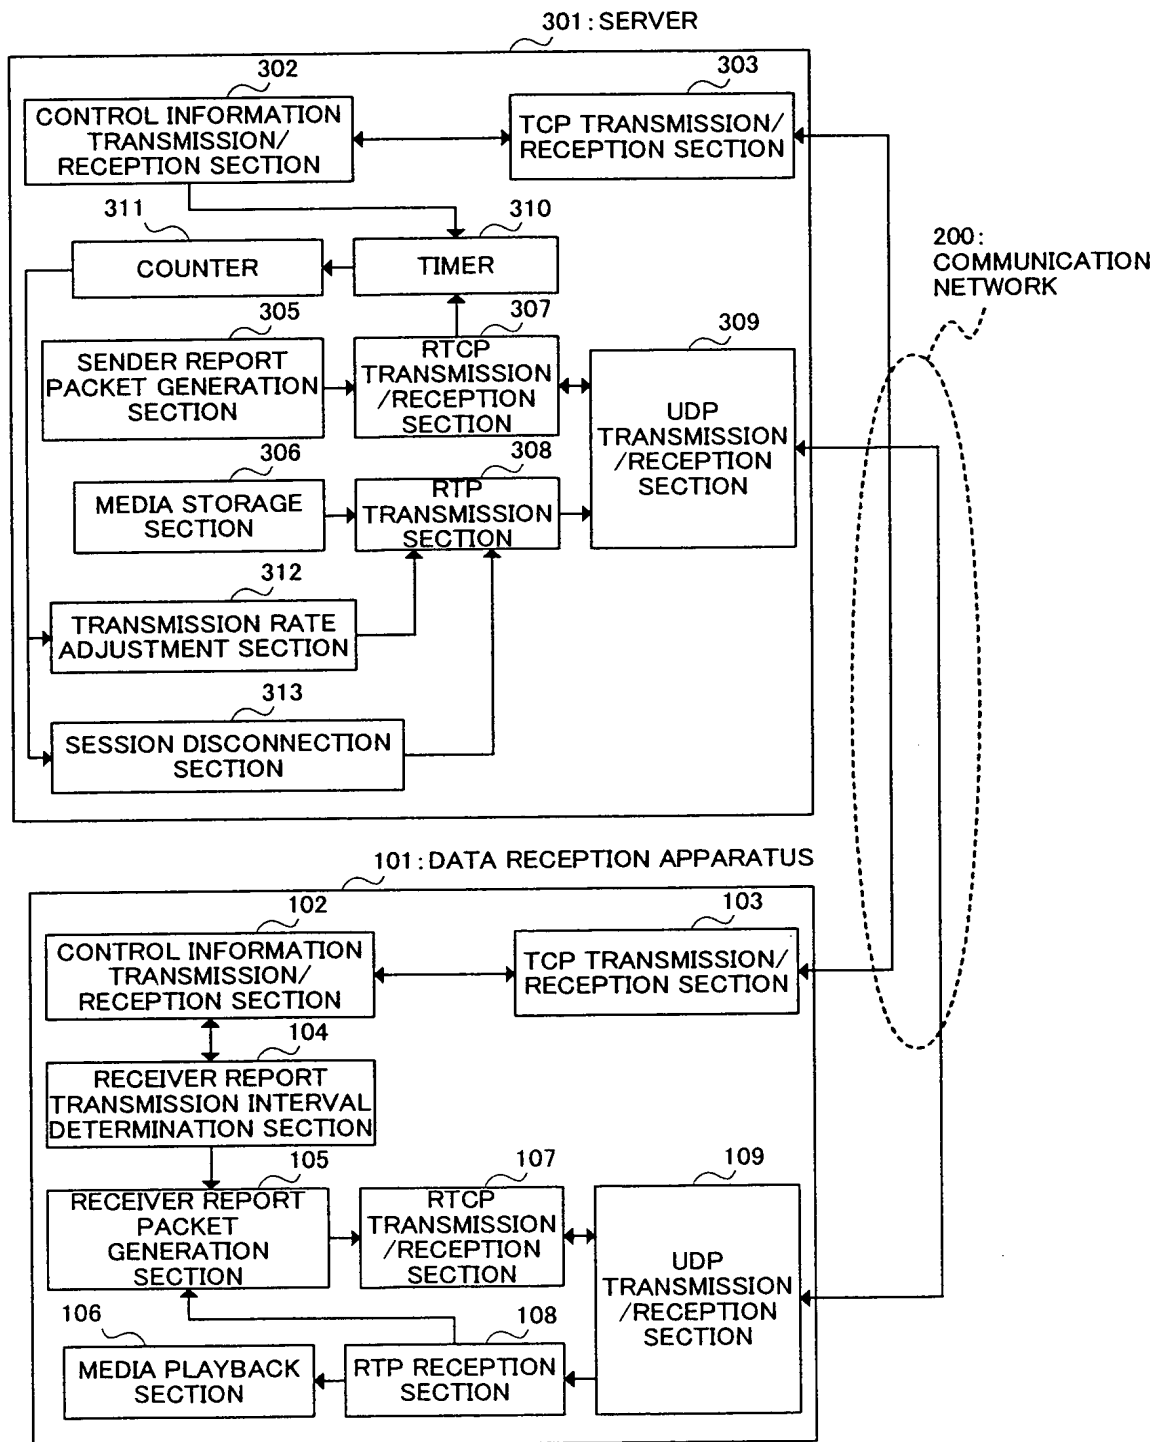 301: SERVER
302
CONTROL INFORMATION
TRANSMISSION/
RECEPTION SECTION
303
TCP TRANSMISSION/
RECEPTION SECTION
311
COUNTER
310
TIMER
200:
COMMUNICATION
NETWORK
305
SENDER REPORT
PACKET GENERATION
SECTION
307
RTCP
TRANSMISSION
/RECEPTION
SECTION
309
UDP
TRANSMISSION
/RECEPTION
SECTION
306
MEDIA STORAGE
SECTION
308
RTP
TRANSMISSION
SECTION
312
TRANSMISSION RATE
ADJUSTMENT SECTION
313
SESSION DISCONNECTION
SECTION
101: DATA RECEPTION APPARATUS
102
CONTROL INFORMATION
TRANSMISSION/
RECEPTION SECTION
103
TCP TRANSMISSION/
RECEPTION SECTION
104
RECEIVER REPORT
TRANSMISSION INTERVAL
DETERMINATION SECTION
105
RECEIVER REPORT
PACKET
GENERATION
SECTION
107
RTCP
TRANSMISSION
/RECEPTION
SECTION
109
UDP
TRANSMISSION
/RECEPTION
SECTION
106
MEDIA PLAYBACK
SECTION
108
RTP RECEPTION
SECTION